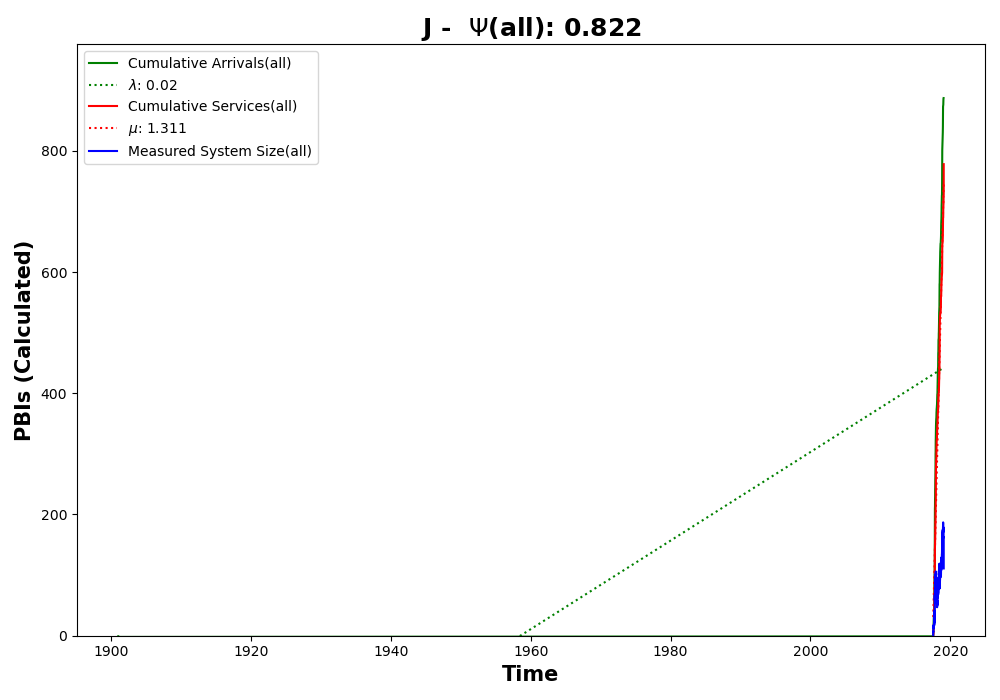 J - Ψ(all): 0.822
Cumulative Arrivals(all)
λ: 0.02
Cumulative Services(all)
μ: 1.311
Measured System Size(all)
PBIs (Calculated)
800
600
400
200
0
1900 1920 1940 1960 1980 2000 2020
Time